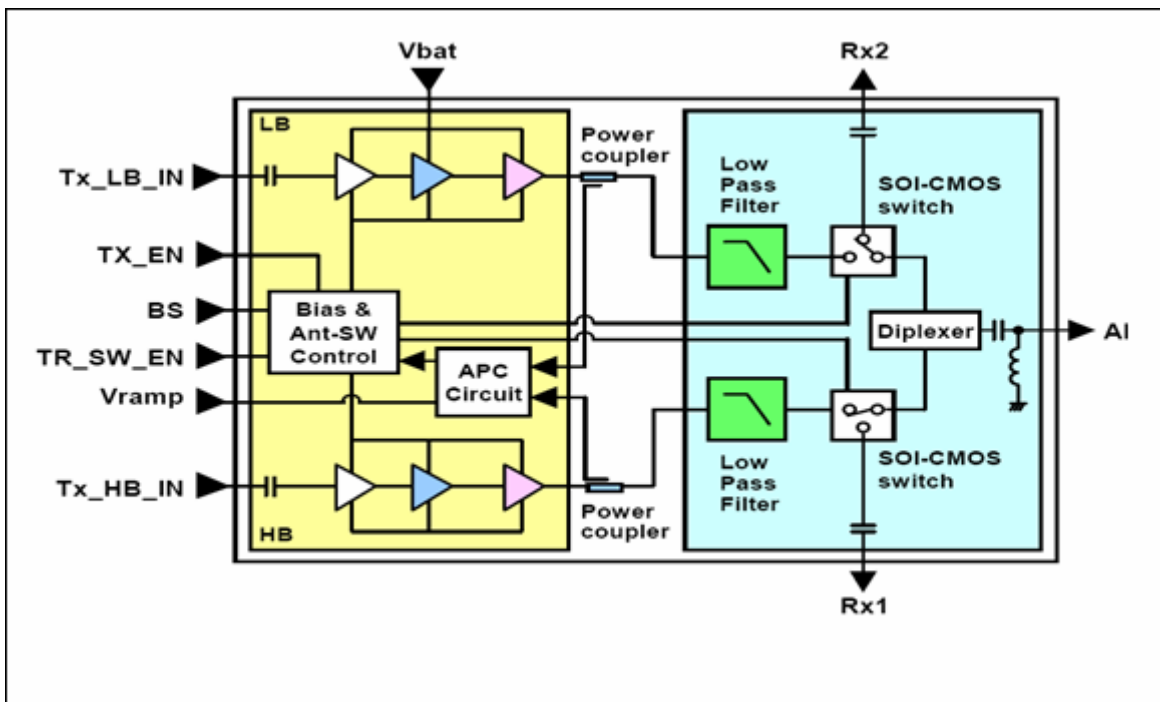 Vbat
Rx2
LB
Power
coupler
Tx_LB_IN
Low
Pass
Filter
SOI-CMOS
switch
TX_EN
BS
Bias &
Ant-SW
Control
TR_SW_EN
Vramp
APC
Circuit
Diplexer
AI
Tx_HB_IN
HB
Power
coupler
Low
Pass
Filter
SOI-CMOS
switch
Rx1